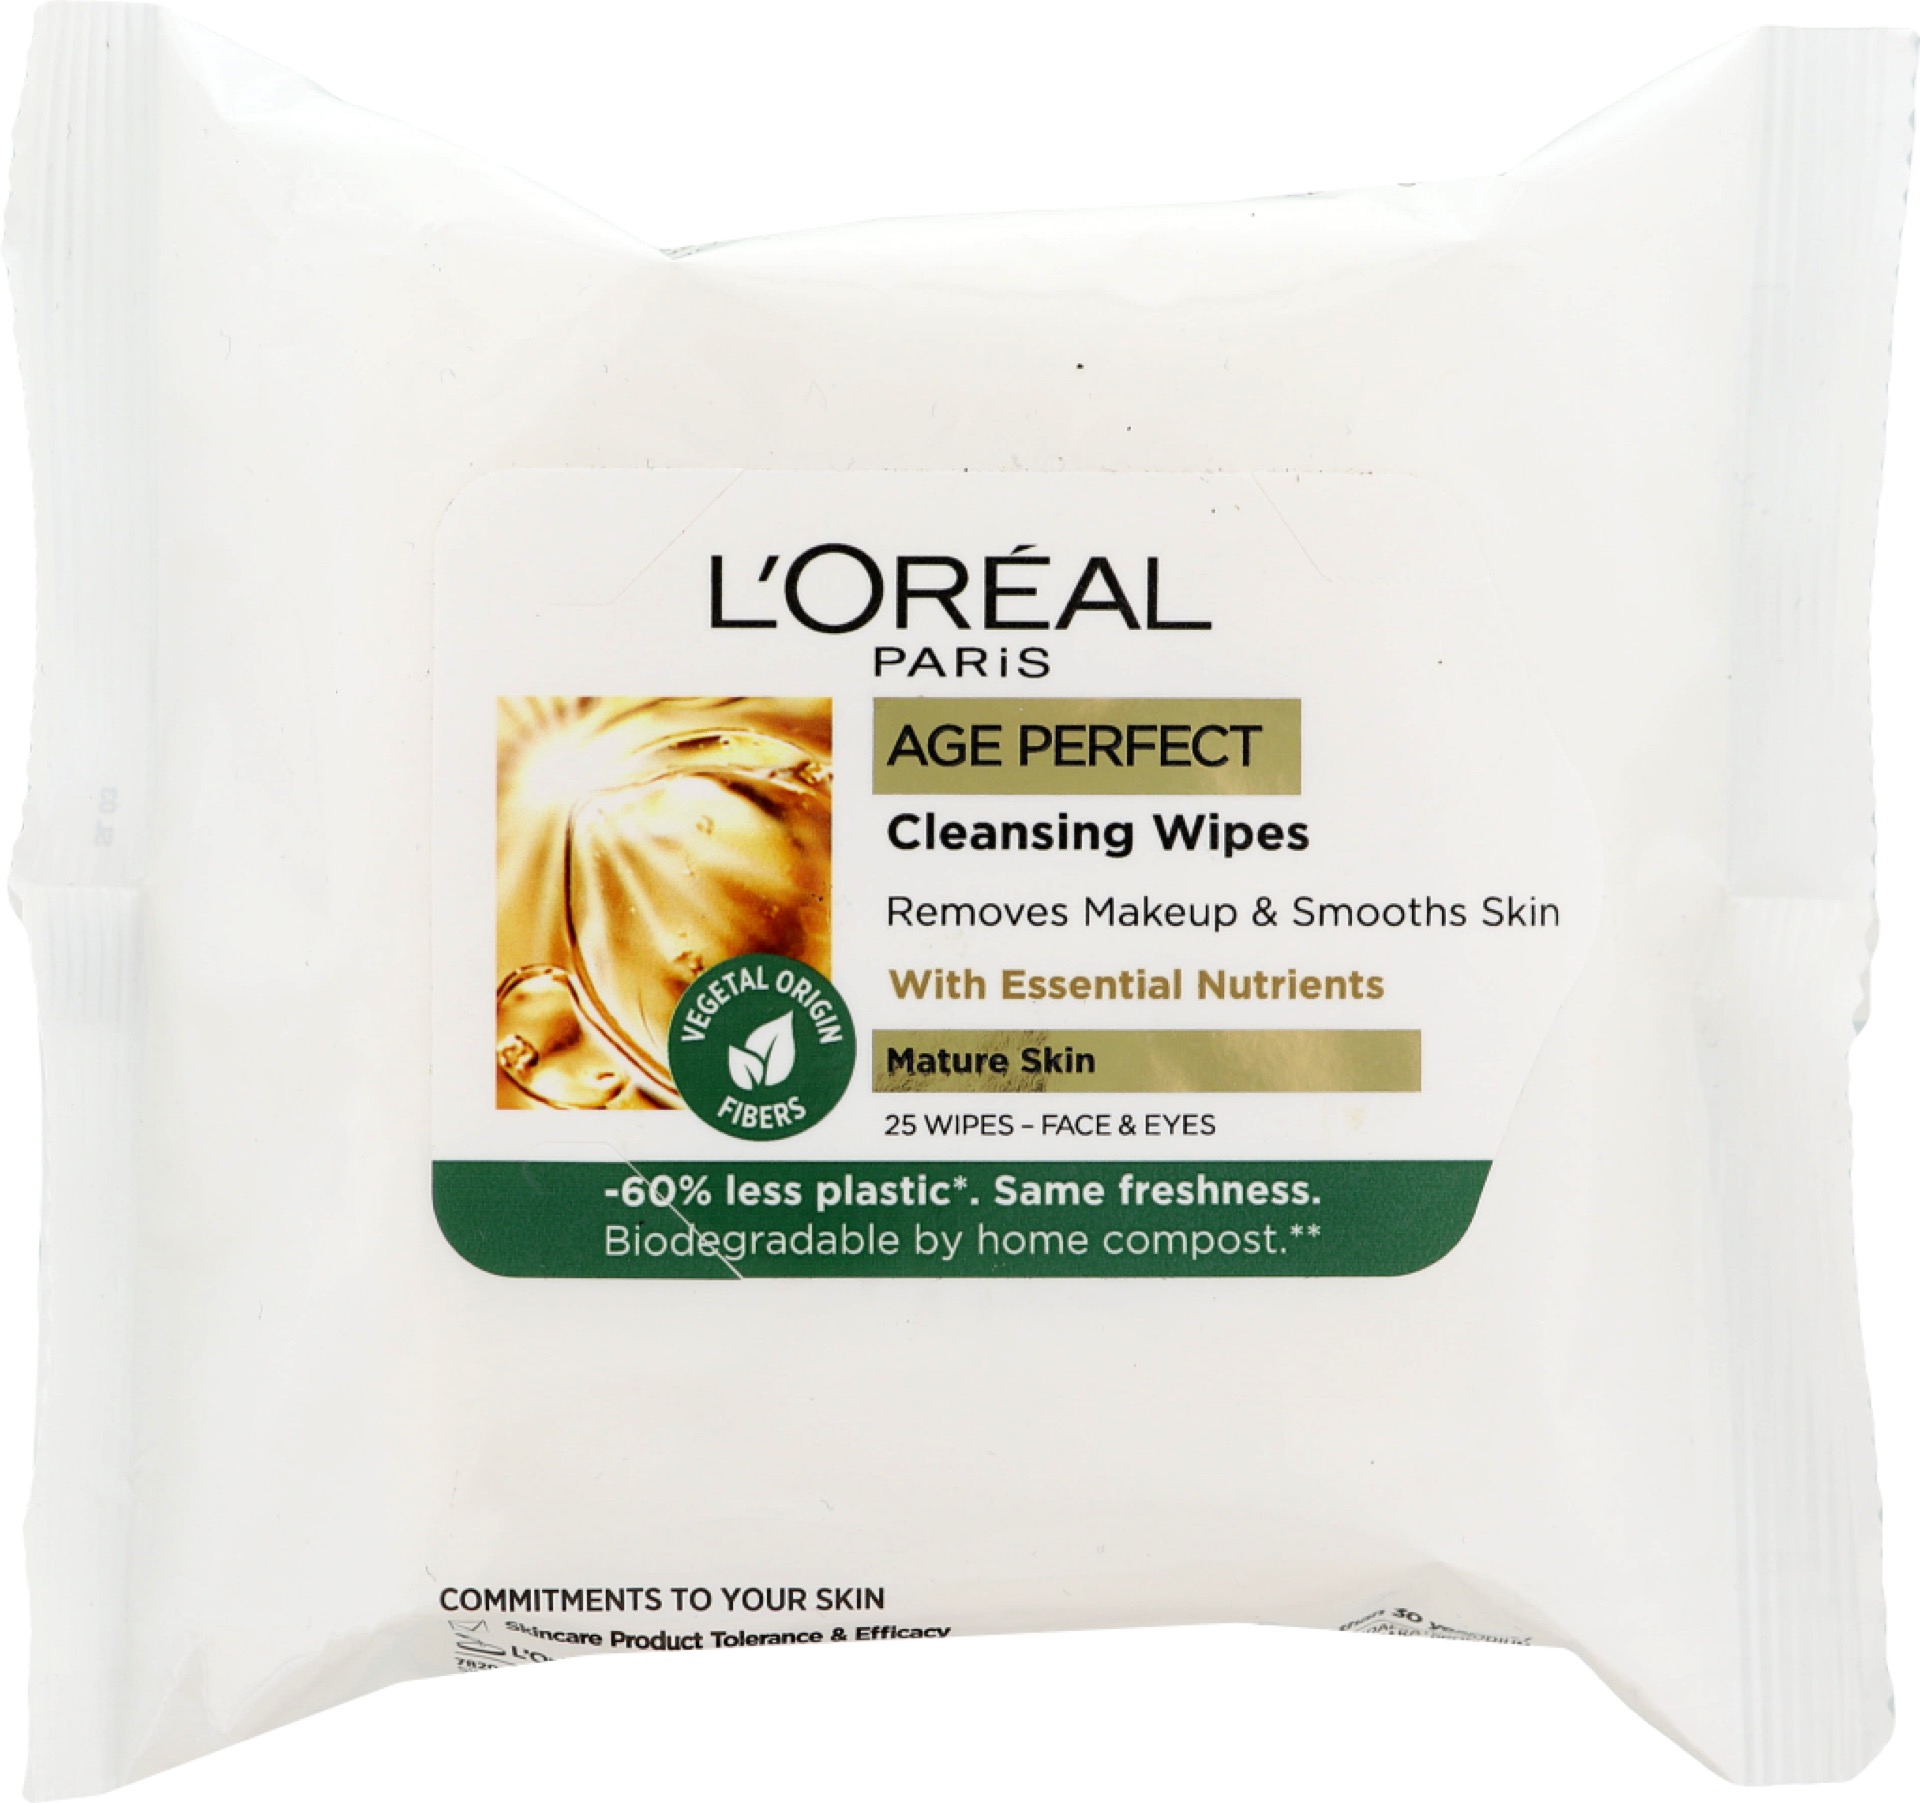 L'ORÉAL
PARiS
AGE PERFECT
Cleansing Wipes
Removes Makeup & Smooths Skin
With Essential Nutrients
VEGETAL ORIGIN
FIBERS
Mature Skin
25 WIPES – FACE & EYES
-60% less plastic*. Same freshness.
Biodegradable by home compost.**
COMMITMENTS TO YOUR SKIN
Skincare Product Tolerance & Efficacy
30